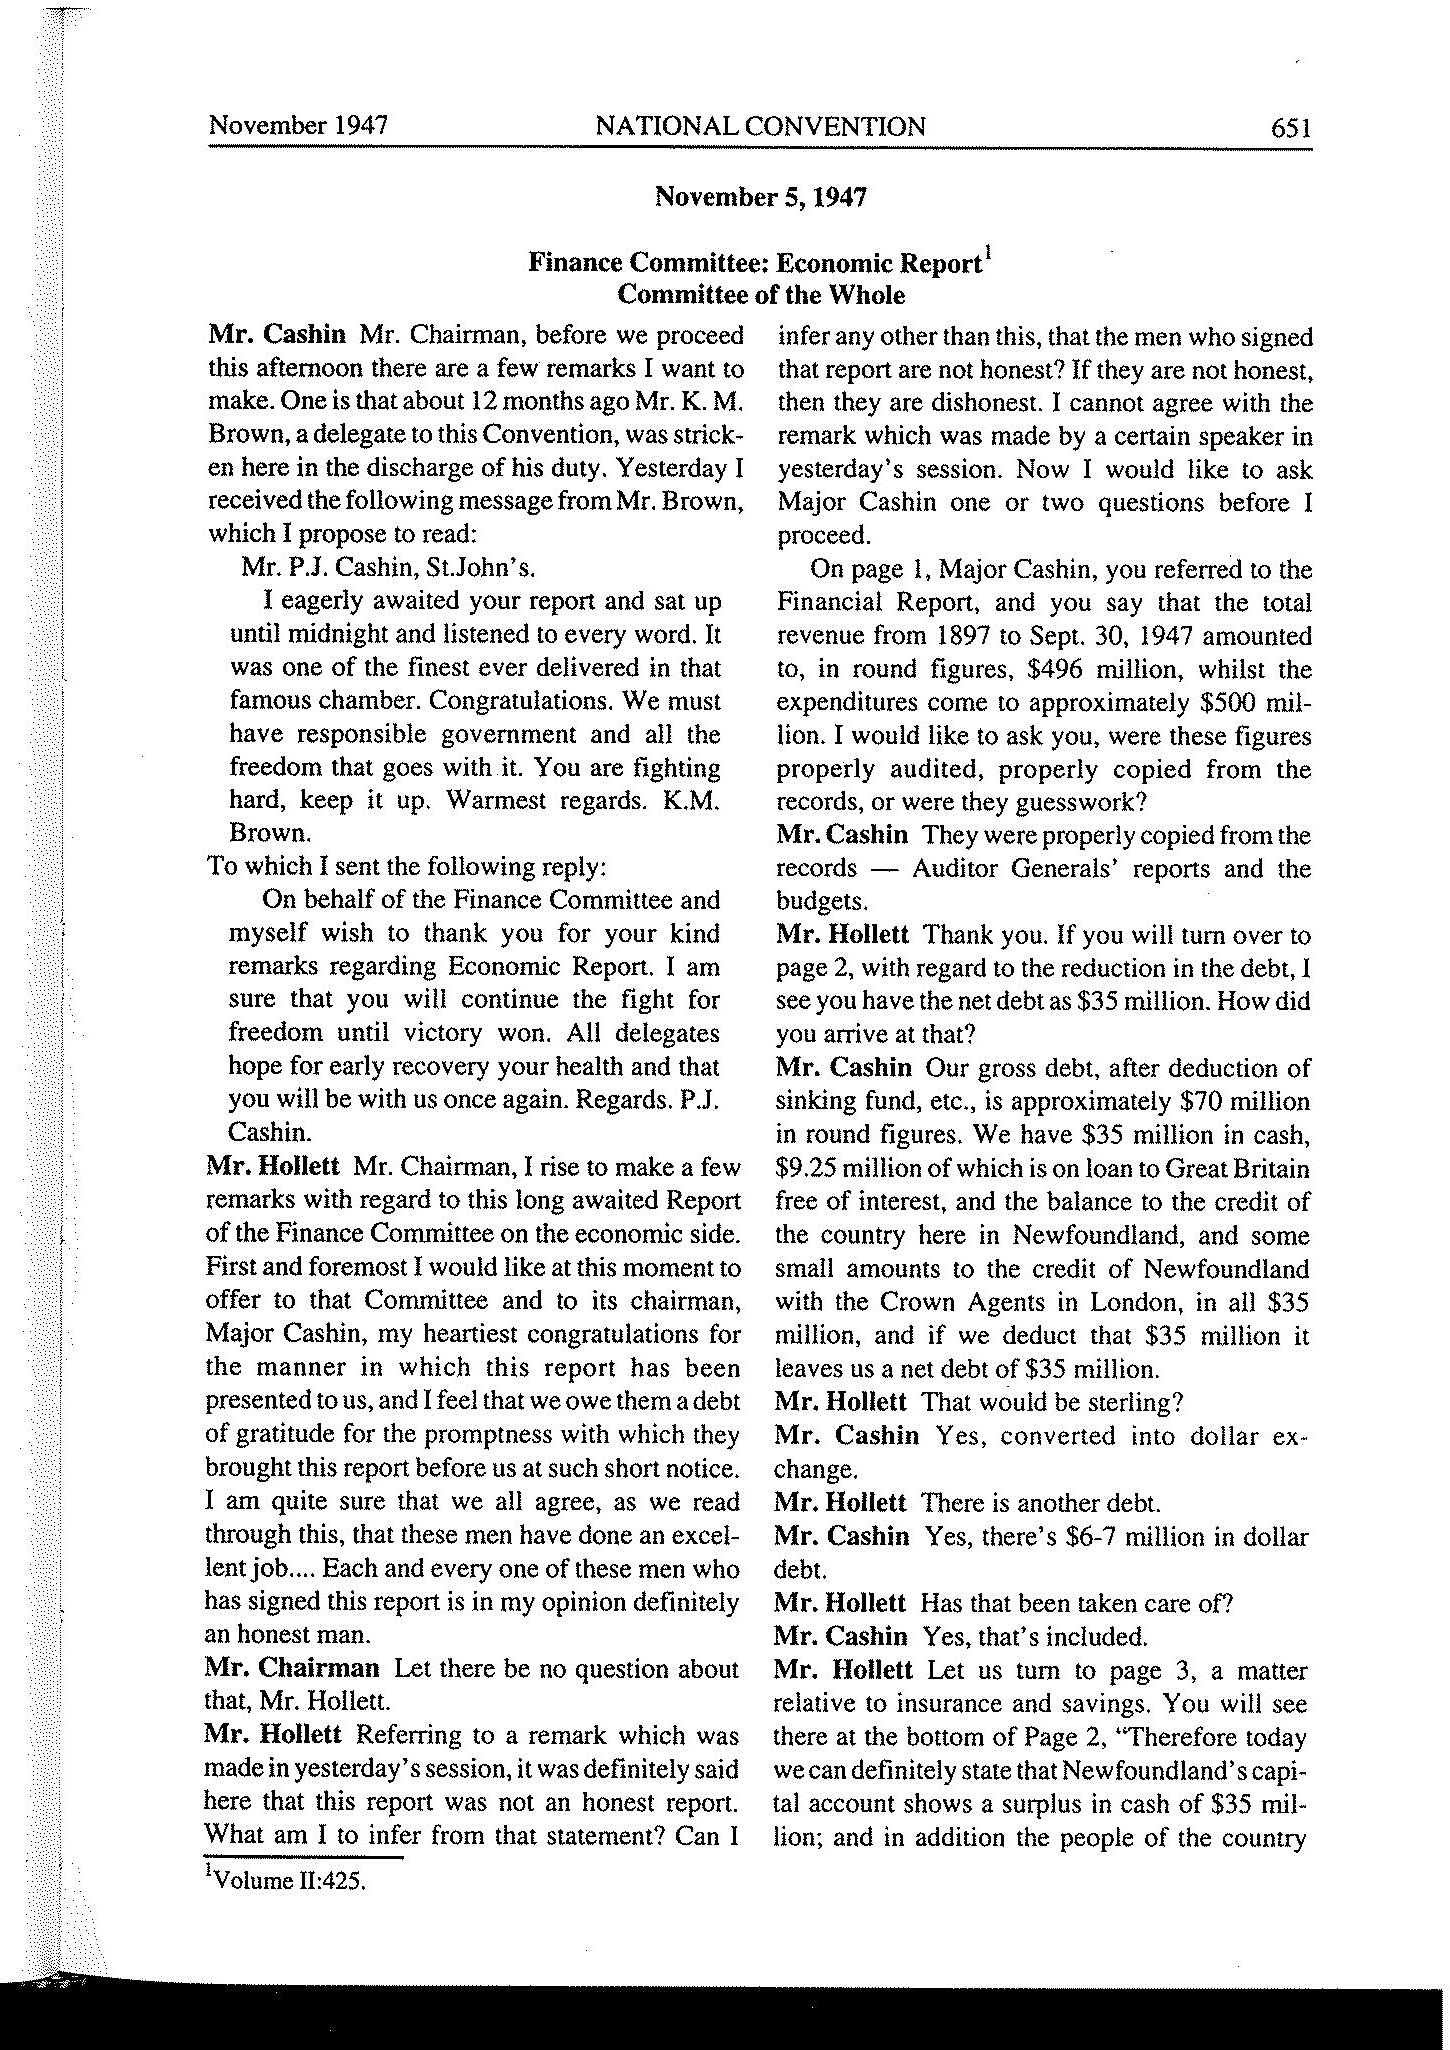 November 1947 NATIONAL CONVENTION 651
November 5, 1947
Finance Committee: Economic Report1
Committee of the Whole
Mr. Cashin Mr. Chairman, before we proceed
this afternoon there are a few remarks I want to
make. One is that about 12 months ago Mr. K. M.
Brown, a delegate to this Convention, was strick-
en here in the discharge of his duty. Yesterday I
received the following message from Mr. Brown,
which I propose to read:
Mr. P.J. Cashin, St.John's.
I eagerly awaited your report and sat up
until midnight and listened to every word. It
was one of the finest ever delivered in that
famous chamber. Congratulations. We must
have responsible government and all the
freedom that goes with it. You are fighting
hard, keep it up. Warmest regards. K.M.
Brown.
To which I sent the following reply:
On behalf of the Finance Committee and
myself wish to thank you for your kind
remarks regarding Economic Report. I am
sure that you will continue the fight for
freedom until victory won. All delegates
hope for early recovery your health and that
you will be with us once again. Regards. P.J.
Cashin.
Mr. Hollett Mr. Chairman, I rise to make a few
remarks with regard to this long awaited Report
of the Finance Committee on the economic side.
First and foremost I would like at this moment to
offer to that Committee and to its chairman,
Major Cashin, my heartiest congratulations for
the manner in which this report has been
presented to us, and I feel that we owe them a debt
of gratitude for the promptness with which they
brought this report before us at such short notice.
I am quite sure that we all agree, as we read
through this, that these men have done an excel-
lent job.... Each and every one of these men who
has signed this report is in my opinion definitely
an honest man.
Mr. Chairman Let there be no question about
that, Mr. Hollett.
Mr. Hollett Referring to a remark which was
made in yesterday's session, it was definitely said
here that this report was not an honest report.
What am I to infer from that statement? Can I
1Volume II:425.
infer any other than this, that the men who signed
that report are not honest? If they are not honest,
then they are dishonest. I cannot agree with the
remark which was made by a certain speaker in
yesterday's session. Now I would like to ask
Major Cashin one or two questions before I
proceed.
On page 1, Major Cashin, you referred to the
Financial Report, and you say that the total
revenue from 1897 to Sept. 30, 1947 amounted
to, in round figures, $496 million, whilst the
expenditures come to approximately $500 mil-
lion. I would like to ask you, were these figures
properly audited, properly copied from the
records, or were they guesswork?
Mr. Cashin They were properly copied from the
records — Auditor Generals' reports and the
budgets.
Mr. Hollett Thank you. If you will turn over to
page 2, with regard to the reduction in the debt, I
see you have the net debt as $35 million. How did
you arrive at that?
Mr. Cashin Our gross debt, after deduction of
sinking fund, etc., is approximately $70 million
in round figures. We have $35 million in cash,
$9.25 million of which is on loan to Great Britain
free of interest, and the balance to the credit of
the country here in Newfoundland, and some
small amounts to the credit of Newfoundland
with the Crown Agents in London, in all $35
million, and if we deduct that $35 million it
leaves us a net debt of $35 million.
Mr. Hollett That would be sterling?
Mr. Cashin Yes, converted into dollar ex-
change.
Mr. Hollett There is another debt.
Mr. Cashin Yes, there's $6-7 million in dollar
debt.
Mr. Hollett Has that been taken care of?
Mr. Cashin Yes, that's included.
Mr. Hollett Let us turn to page 3, a matter
relative to insurance and savings. You will see
there at the bottom of Page 2, "Therefore today
we can definitely state that Newfoundland's capi-
tal account shows a surplus in cash of $35 mil-
lion; and in addition the people of the country